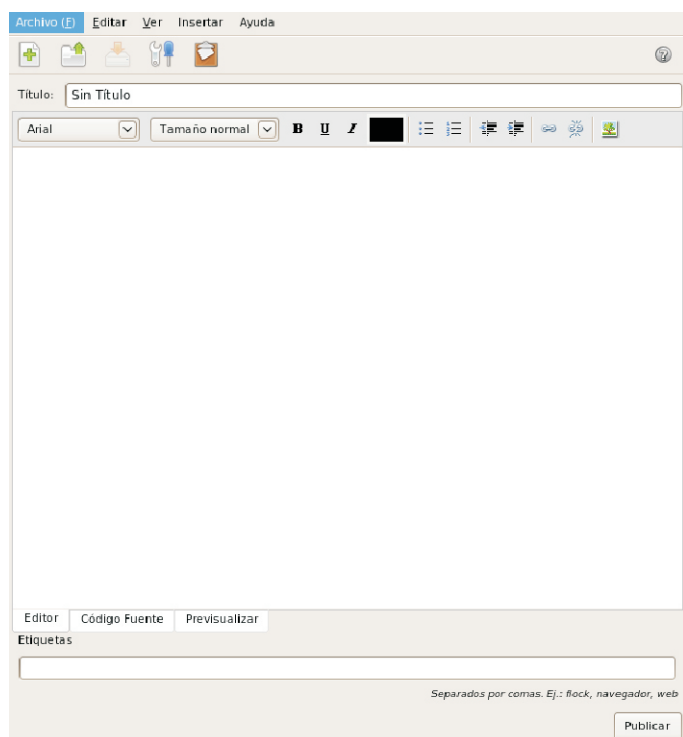 Archivo (F) Editar Ver Insertar Ayuda
Título: Sin Título
Arial Tamaño normal B U I
Editor Código Fuente Previsualizar
Etiquetas
Separados por comas. Ej.: flock, navegador, web
Publicar